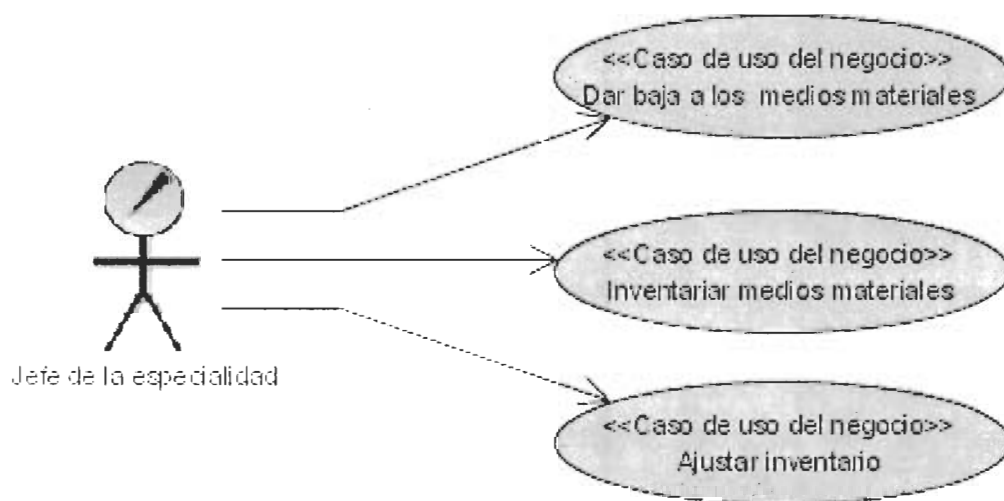 <<Caso de uso del negocio>>
Dar baja a los medios materiales
<<Caso de uso del negocio>>
Inventariar medios materiales
Jefe de la especialidad
<<Caso de uso del negocio>>
Ajustar inventario